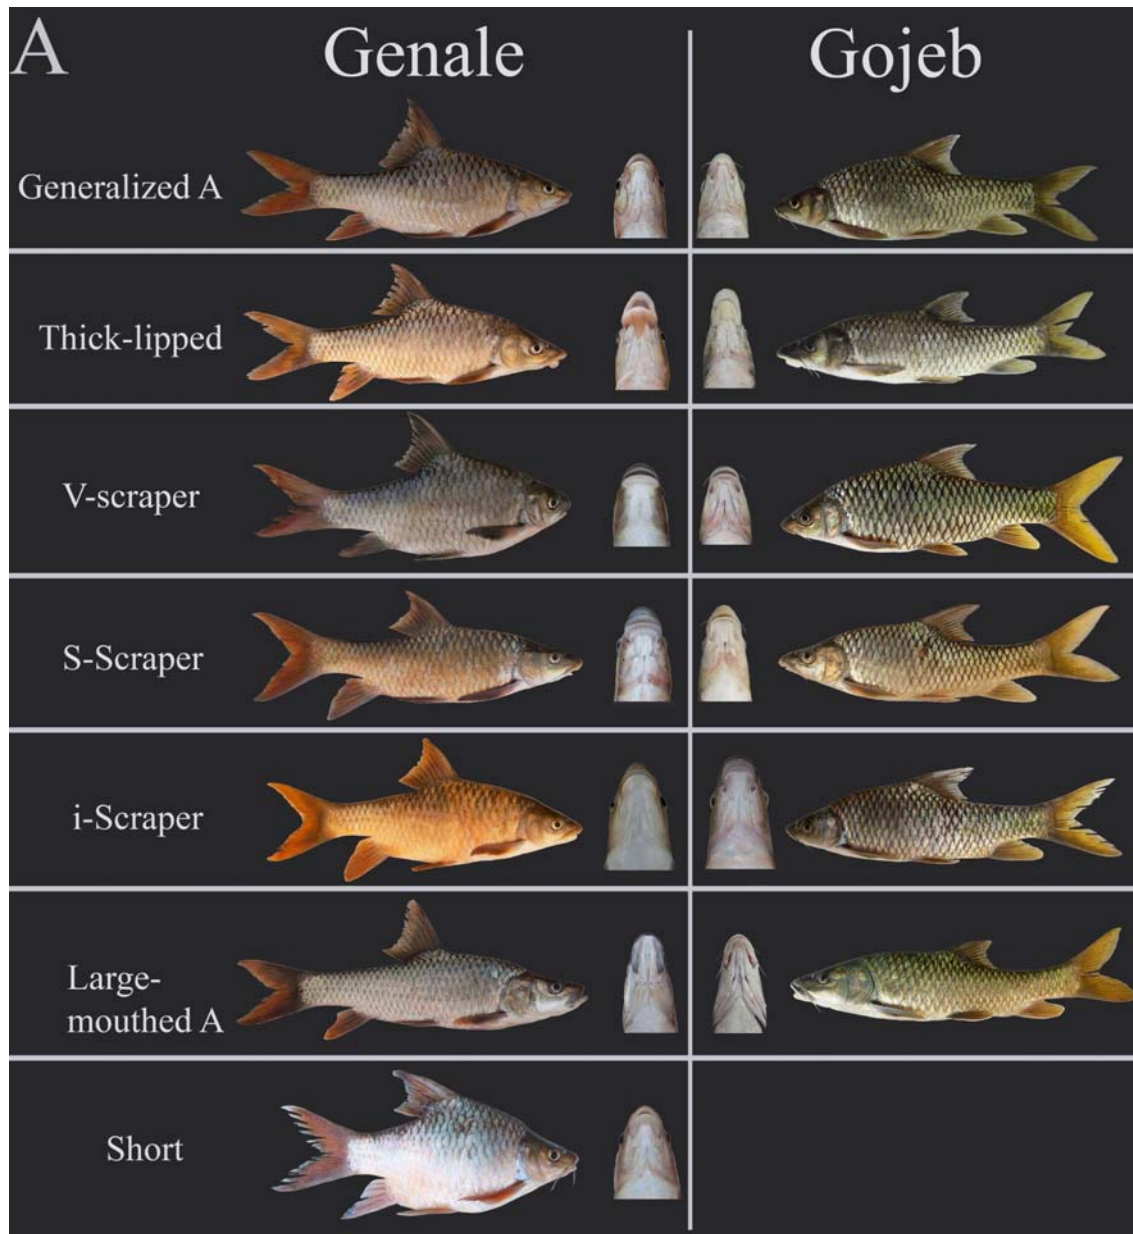 A
Genale
Gojeb
Generalized A
Thick-lipped
V-scraper
S-Scraper
i-Scraper
Large-
mouthed A
Short